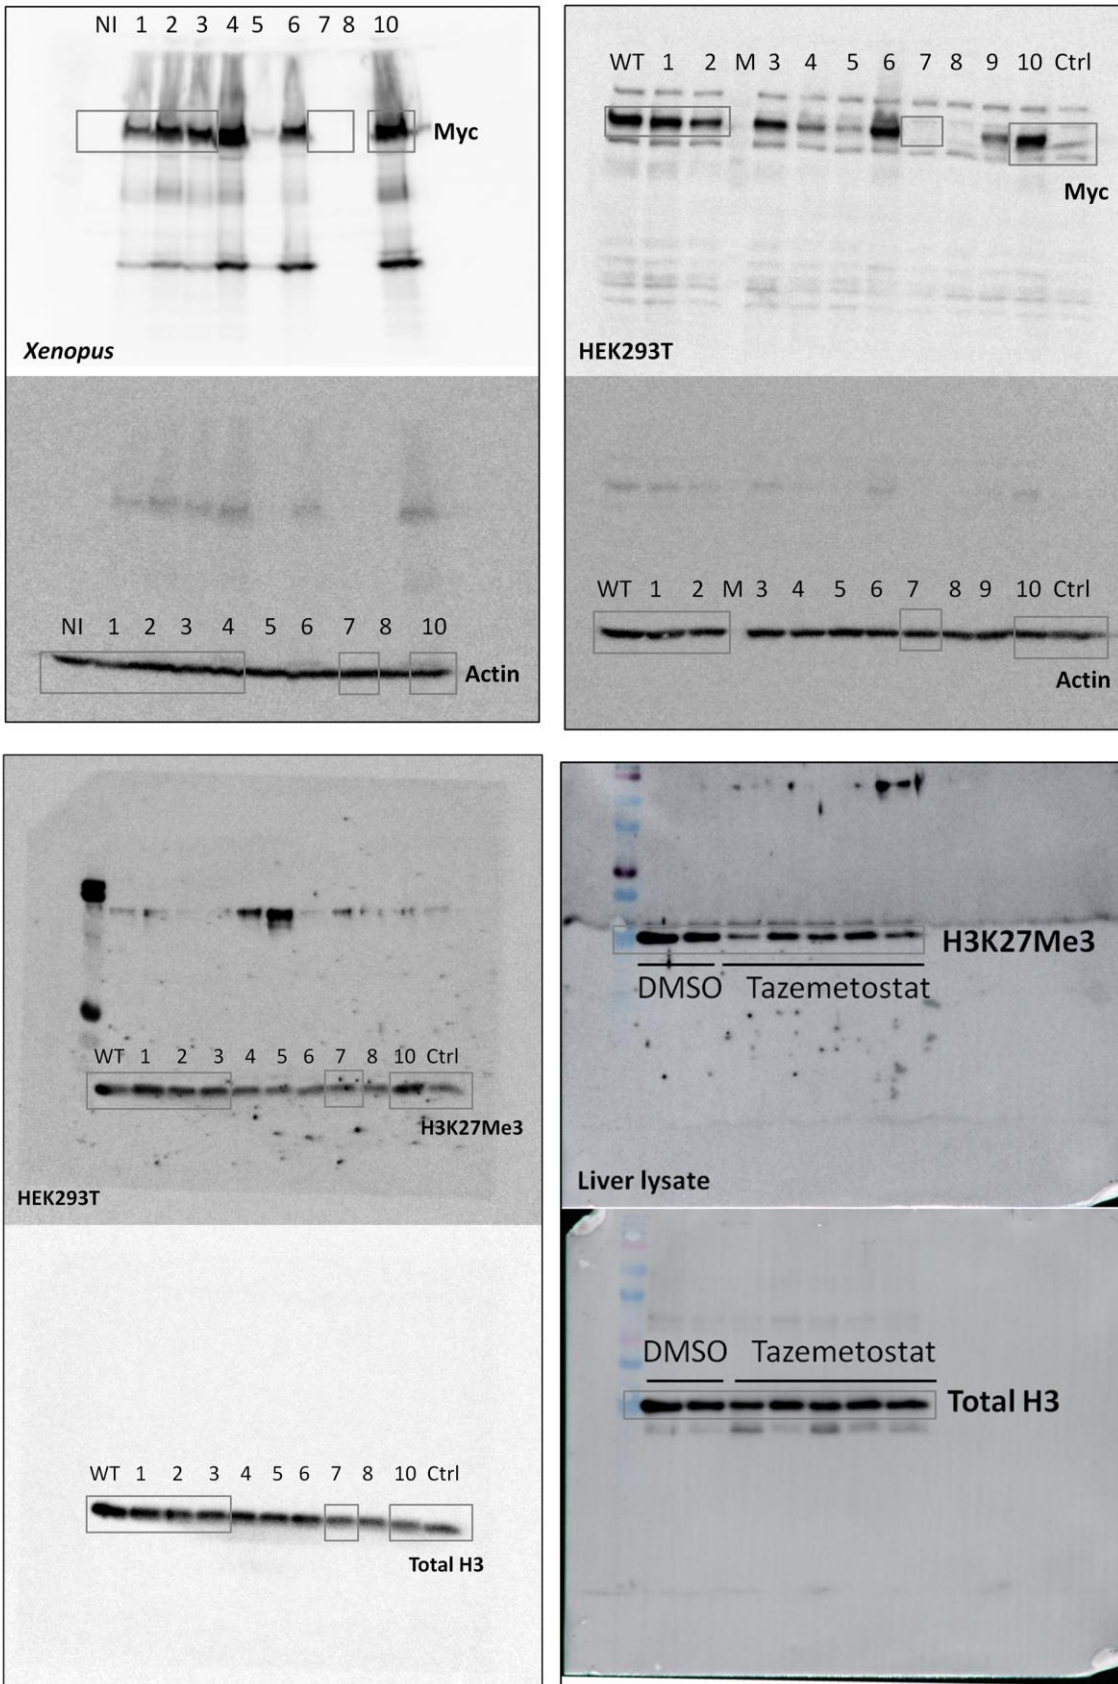 NI 1 2 3 4 5 6 7 8 10
Myc
Xenopus
NI 1 2 3 4 5 6 7 8 10
Actin
WT 1 2 M 3 4 5 6 7 8 9 10 Ctrl
Myc
HEK293T
WT 1 2 M 3 4 5 6 7 8 9 10 Ctrl
Actin
WT 1 2 3 4 5 6 7 8 10 Ctrl
H3K27Me3
HEK293T
WT 1 2 3 4 5 6 7 8 10 Ctrl
Total H3
H3K27Me3
DMSO Tazemetostat
Liver lysate
DMSO Tazemetostat
Total H3